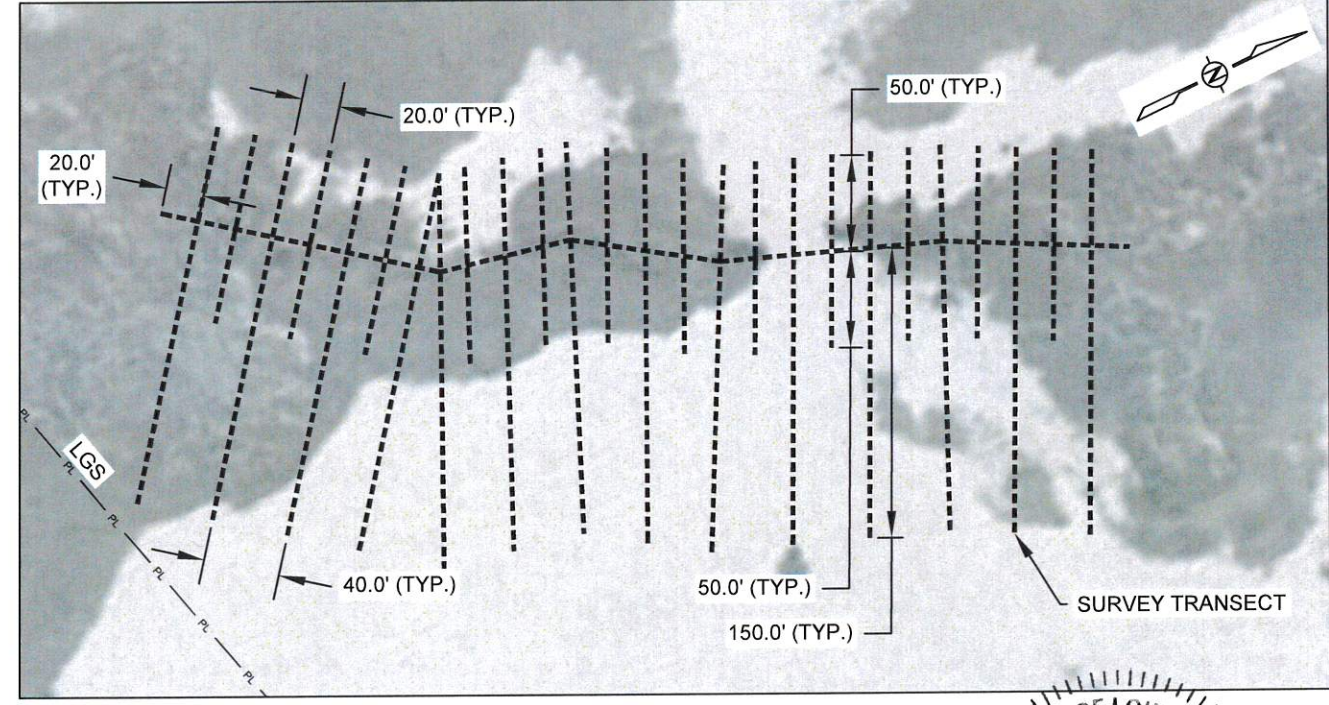 50.0' (TYP.)
20.0' (TYP.)
20.0'
(TYP.)
N
LGS
PL
PL
PL
PL
PL
PL
40.0' (TYP.)
50.0' (TYP.)
150.0' (TYP.)
SURVEY TRANSECT